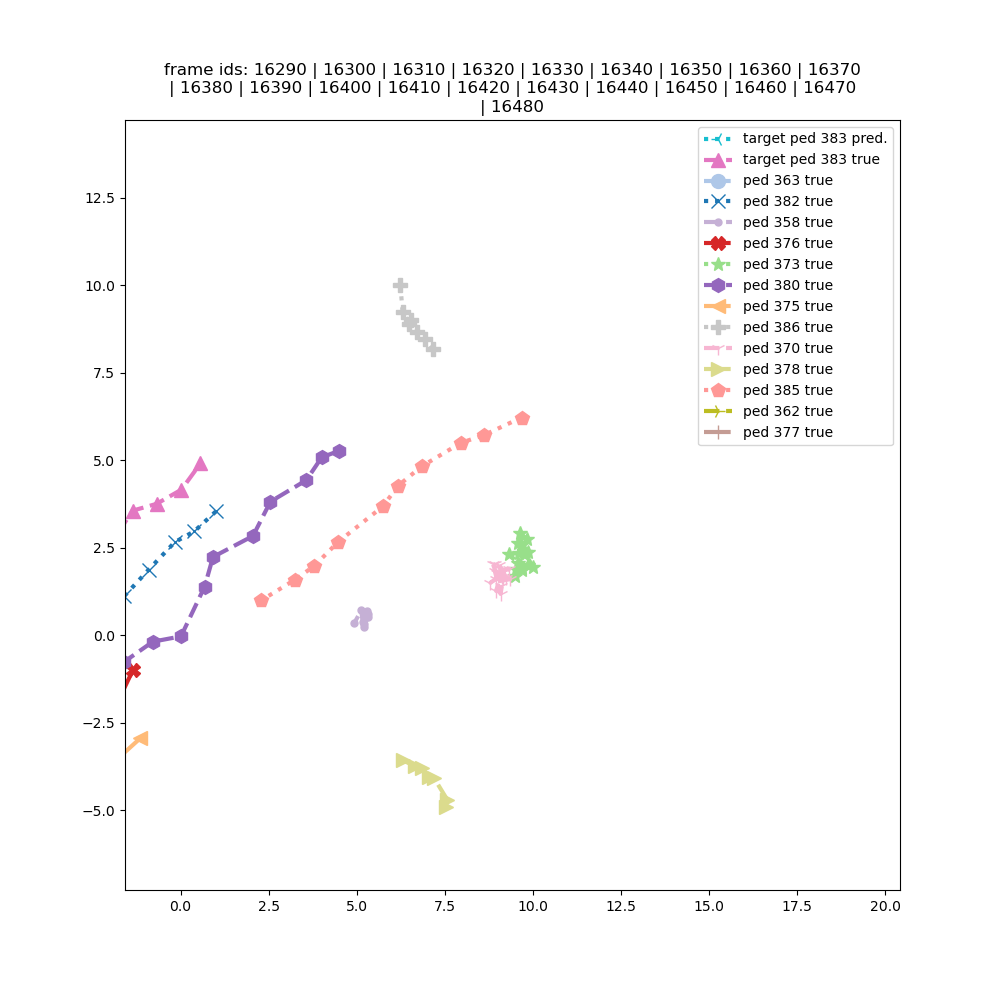 frame ids: 16290 | 16300 | 16310 | 16320 | 16330 | 16340 | 16350 | 16360 | 16370
| 16380 | 16390 | 16400 | 16410 | 16420 | 16430 | 16440 | 16450 | 16460 | 16470
| 16480
target ped 383 pred.
target ped 383 true
ped 363 true
ped 382 true
ped 358 true
ped 376 true
ped 373 true
ped 380 true
ped 375 true
ped 386 true
ped 370 true
ped 378 true
ped 385 true
ped 362 true
ped 377 true
12.5
10.0
7.5
5.0
2.5
0.0
−2.5
−5.0
0.0 2.5 5.0 7.5 10.0 12.5 15.0 17.5 20.0